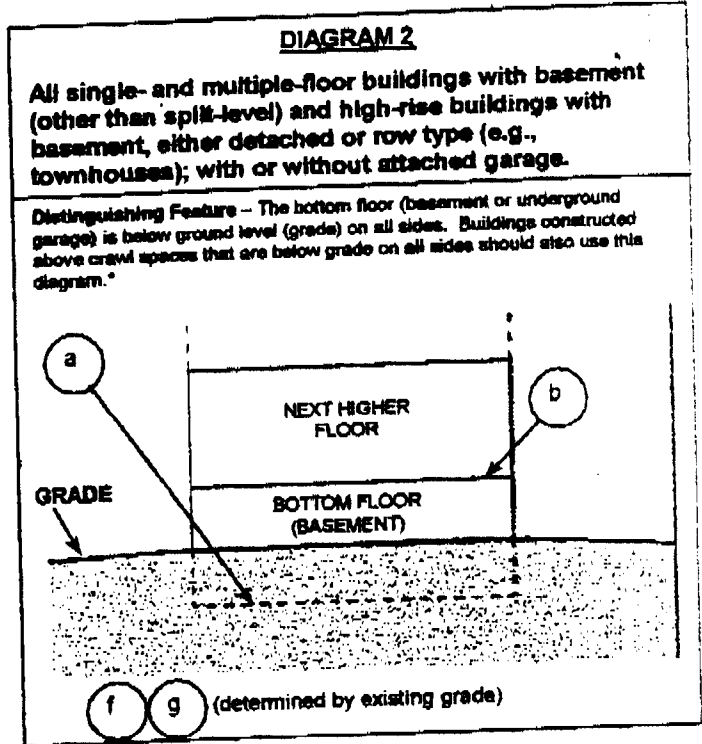 DIAGRAM 2
All single- and multiple-floor buildings with basement
(other than split-level) and high-rise buildings with
basement, either detached or row type (e.g.,
townhouses); with or without attached garage.
Distinguishing Feature – The bottom floor (basement or underground
garage) is below ground level (grade) on all sides. Buildings constructed
above crawl spaces that are below grade on all sides should also use this
diagram.*
a
NEXT HIGHER
FLOOR
b
GRADE
BOTTOM FLOOR
(BASEMENT)
f g (determined by existing grade)